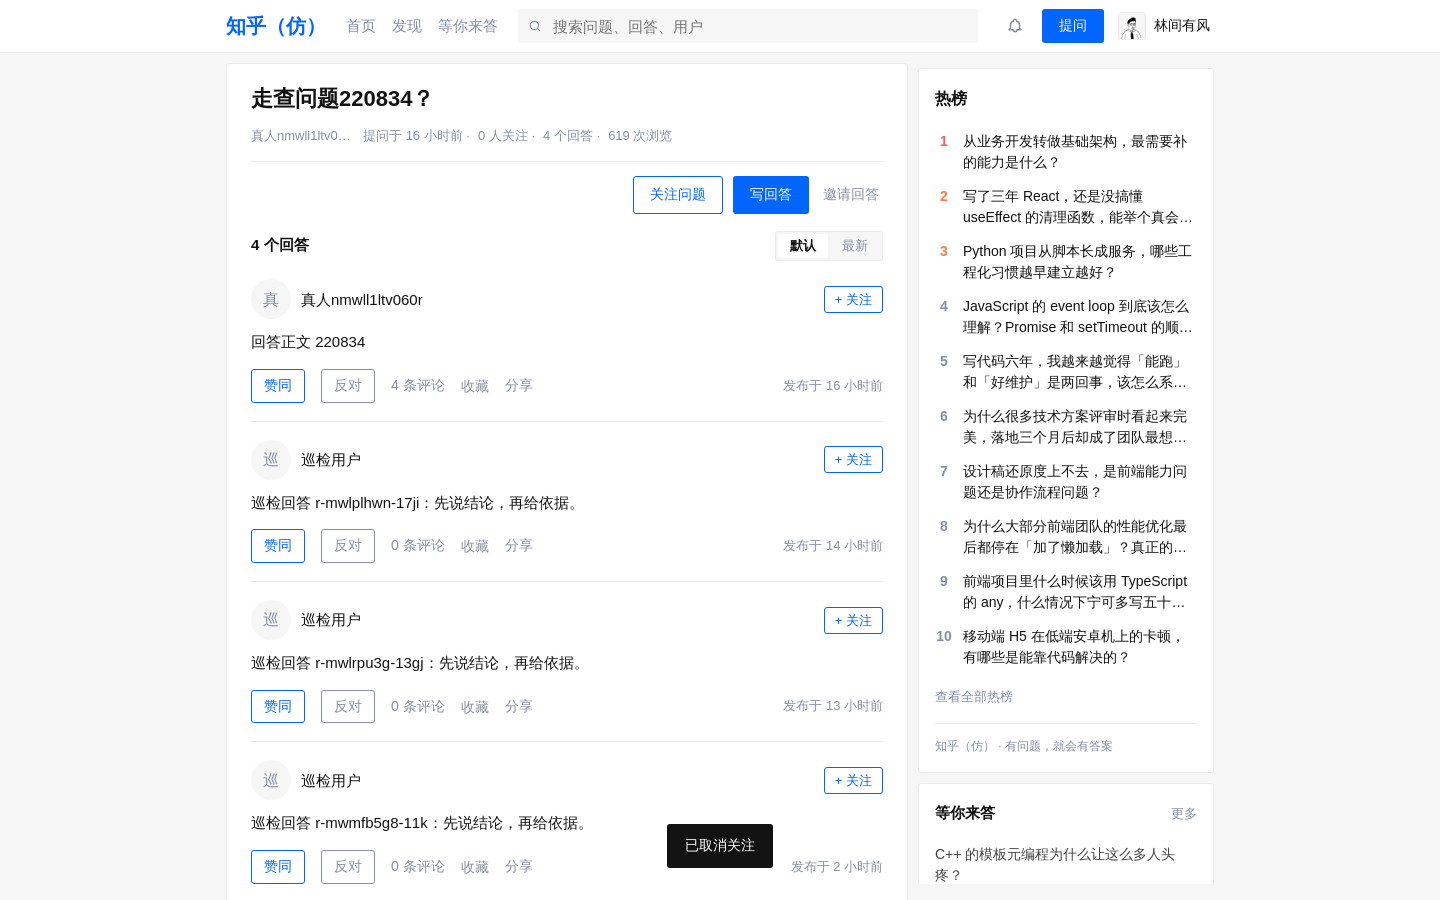 知乎（仿）
首页 发现 等你来答
搜索问题、回答、用户
提问
林间有风
走查问题220834？
真人nmwll1ltv0… 提问于 16 小时前 · 0 人关注 · 4 个回答 · 619 次浏览
关注问题 写回答 邀请回答
4 个回答
默认 最新
真 真人nmwll1ltv060r
+ 关注
回答正文 220834
赞同 反对 4 条评论 收藏 分享 发布于 16 小时前
巡 巡检用户
+ 关注
巡检回答 r-mwlplhwn-17ji：先说结论，再给依据。
赞同 反对 0 条评论 收藏 分享 发布于 14 小时前
巡 巡检用户
+ 关注
巡检回答 r-mwlrpu3g-13gj：先说结论，再给依据。
赞同 反对 0 条评论 收藏 分享 发布于 13 小时前
巡 巡检用户
+ 关注
巡检回答 r-mwmfb5g8-11k：先说结论，再给依据。
赞同 反对 0 条评论 收藏 分享 发布于 2 小时前
已取消关注
热榜
1 从业务开发转做基础架构，最需要补
的能力是什么？
2 写了三年 React，还是没搞懂
useEffect 的清理函数，能举个真会…
3 Python 项目从脚本长成服务，哪些工
程化习惯越早建立越好？
4 JavaScript 的 event loop 到底该怎么
理解？Promise 和 setTimeout 的顺…
5 写代码六年，我越来越觉得「能跑」
和「好维护」是两回事，该怎么系…
6 为什么很多技术方案评审时看起来完
美，落地三个月后却成了团队最想…
7 设计稿还原度上不去，是前端能力问
题还是协作流程问题？
8 为什么大部分前端团队的性能优化最
后都停在「加了懒加载」？真正的…
9 前端项目里什么时候该用 TypeScript
的 any，什么情况下宁可多写五十…
10 移动端 H5 在低端安卓机上的卡顿，
有哪些是能靠代码解决的？
查看全部热榜
知乎（仿） · 有问题，就会有答案
等你来答 更多
C++ 的模板元编程为什么让这么多人头
疼？